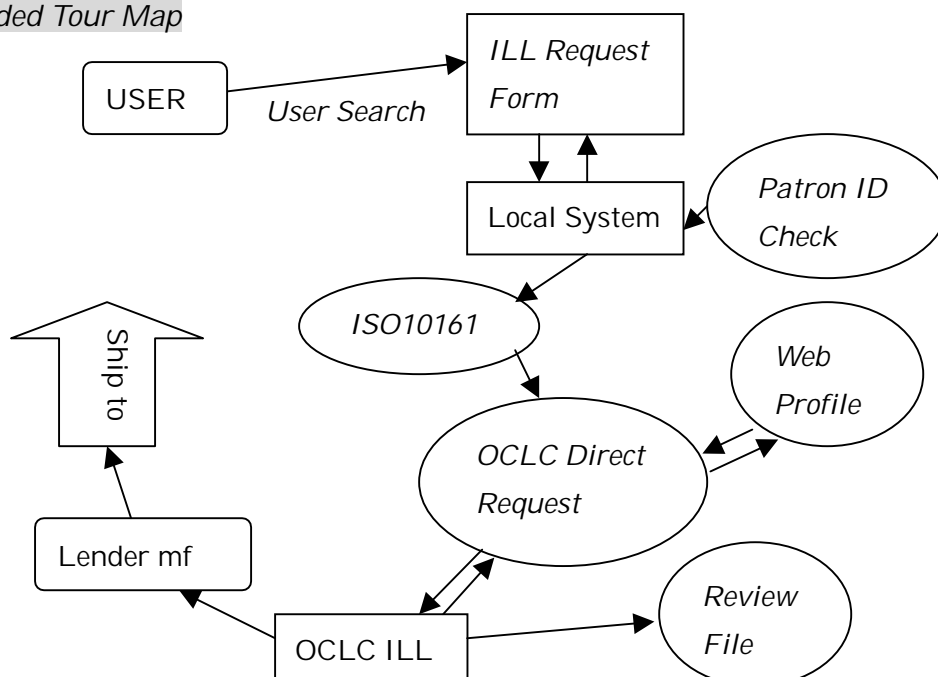 Tour Map
USER
User Search
ILL Request
Form
Local System
Patron ID
Check
ISO10161
Ship to
Web
Profile
OCLC Direct
Request
Lender mf
OCLC ILL
Review
File